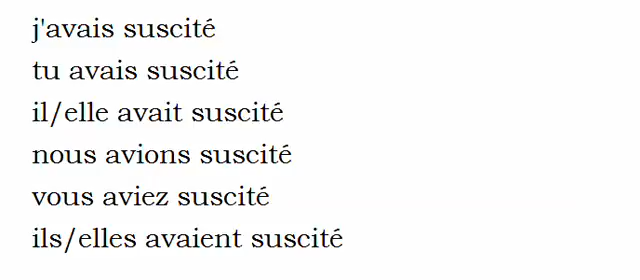 j'avais suscité
tu avais suscité
il/elle avait suscité
nous avions suscité
vous aviez suscité
ils/elles avaient suscité